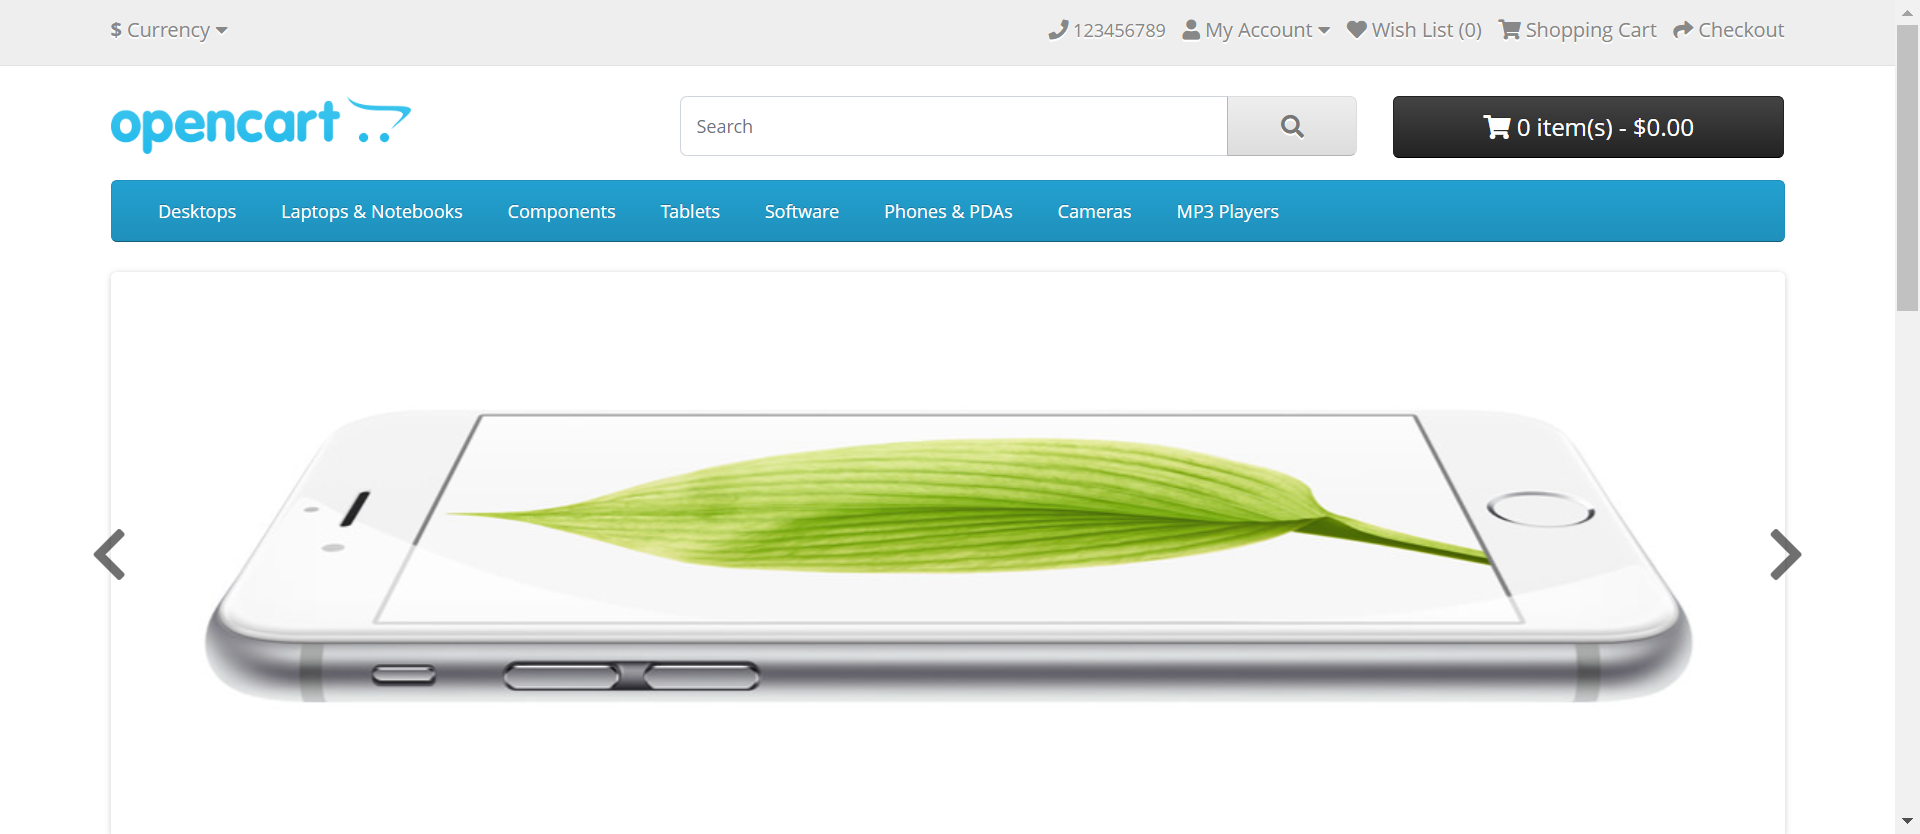 $ Currency
123456789 My Account Wish List (0) Shopping Cart Checkout
opencart
Search
0 item(s) - $0.00
Desktops Laptops & Notebooks Components Tablets Software Phones & PDAs Cameras MP3 Players